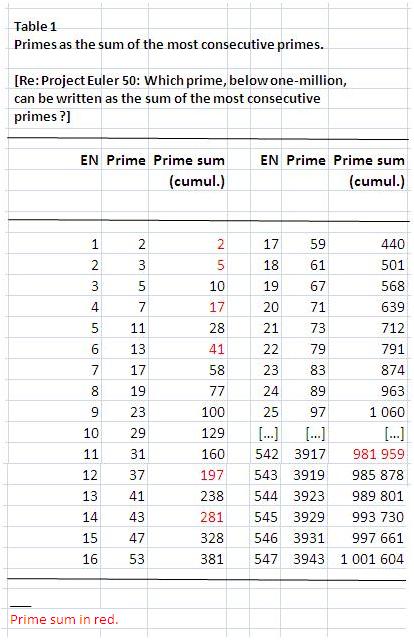 Table 1
Primes as the sum of the most consecutive primes.
[Re: Project Euler 50: Which prime, below one-million,
can be written as the sum of the most consecutive
primes ?]
EN Prime Prime sum EN Prime Prime sum
(cumul.) (cumul.)
1 2 2 17 59 440
2 3 5 18 61 501
3 5 10 19 67 568
4 7 17 20 71 639
5 11 28 21 73 712
6 13 41 22 79 791
7 17 58 23 83 874
8 19 77 24 89 963
9 23 100 25 97 1 060
10 29 129 [...] [...] [...]
11 31 160 542 3917 981 959
12 37 197 543 3919 985 878
13 41 238 544 3923 989 801
14 43 281 545 3929 993 730
15 47 328 546 3931 997 661
16 53 381 547 3943 1 001 604
Prime sum in red.